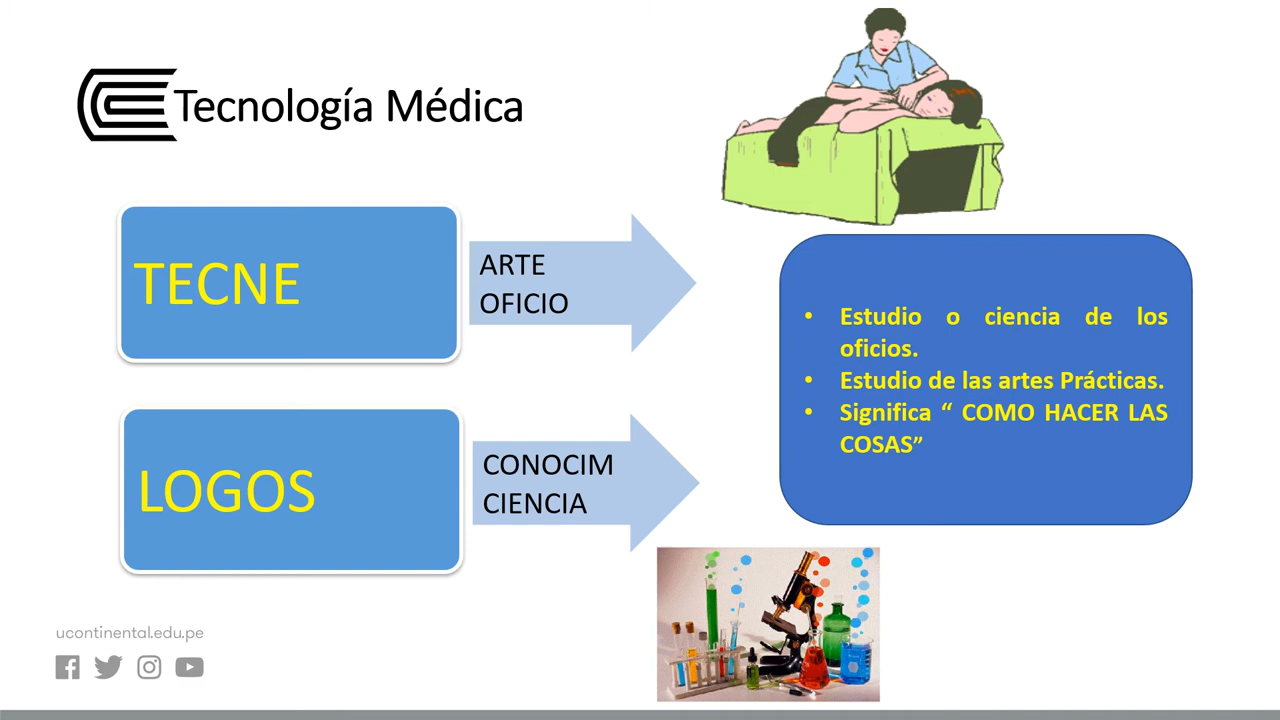 Tecnología Médica
TECNE
ARTE
OFICIO
LOGOS
CONOCIM
CIENCIA
• Estudio o ciencia de los
oficios.
• Estudio de las artes Prácticas.
• Significa “ COMO HACER LAS
COSAS”
ucontinental.edu.pe